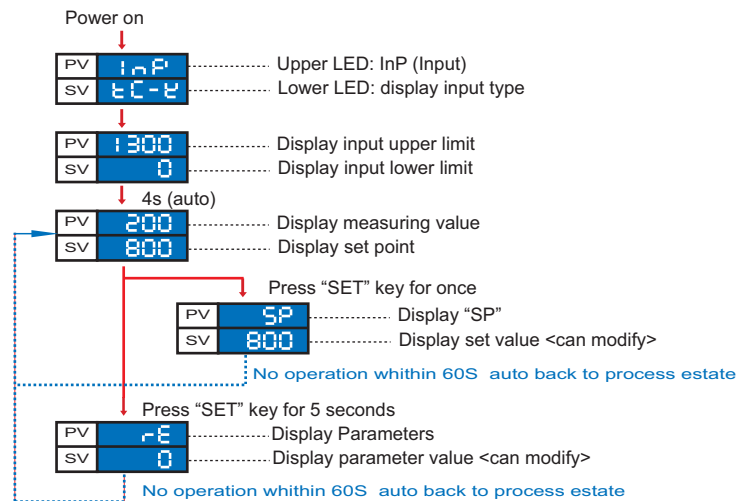 Power on
PV InP Upper LED: InP (Input)
SV tC-K Lower LED: display input type
PV 1300 Display input upper limit
SV 0 Display input lower limit
4s (auto)
PV 200 Display measuring value
SV 800 Display set point
Press “SET” key for once
PV SP Display “SP”
SV 800 Display set value <can modify>
No operation whithin 60S auto back to process estate
Press “SET” key for 5 seconds
PV rE Display Parameters
SV 0 Display parameter value <can modify>
No operation whithin 60S auto back to process estate